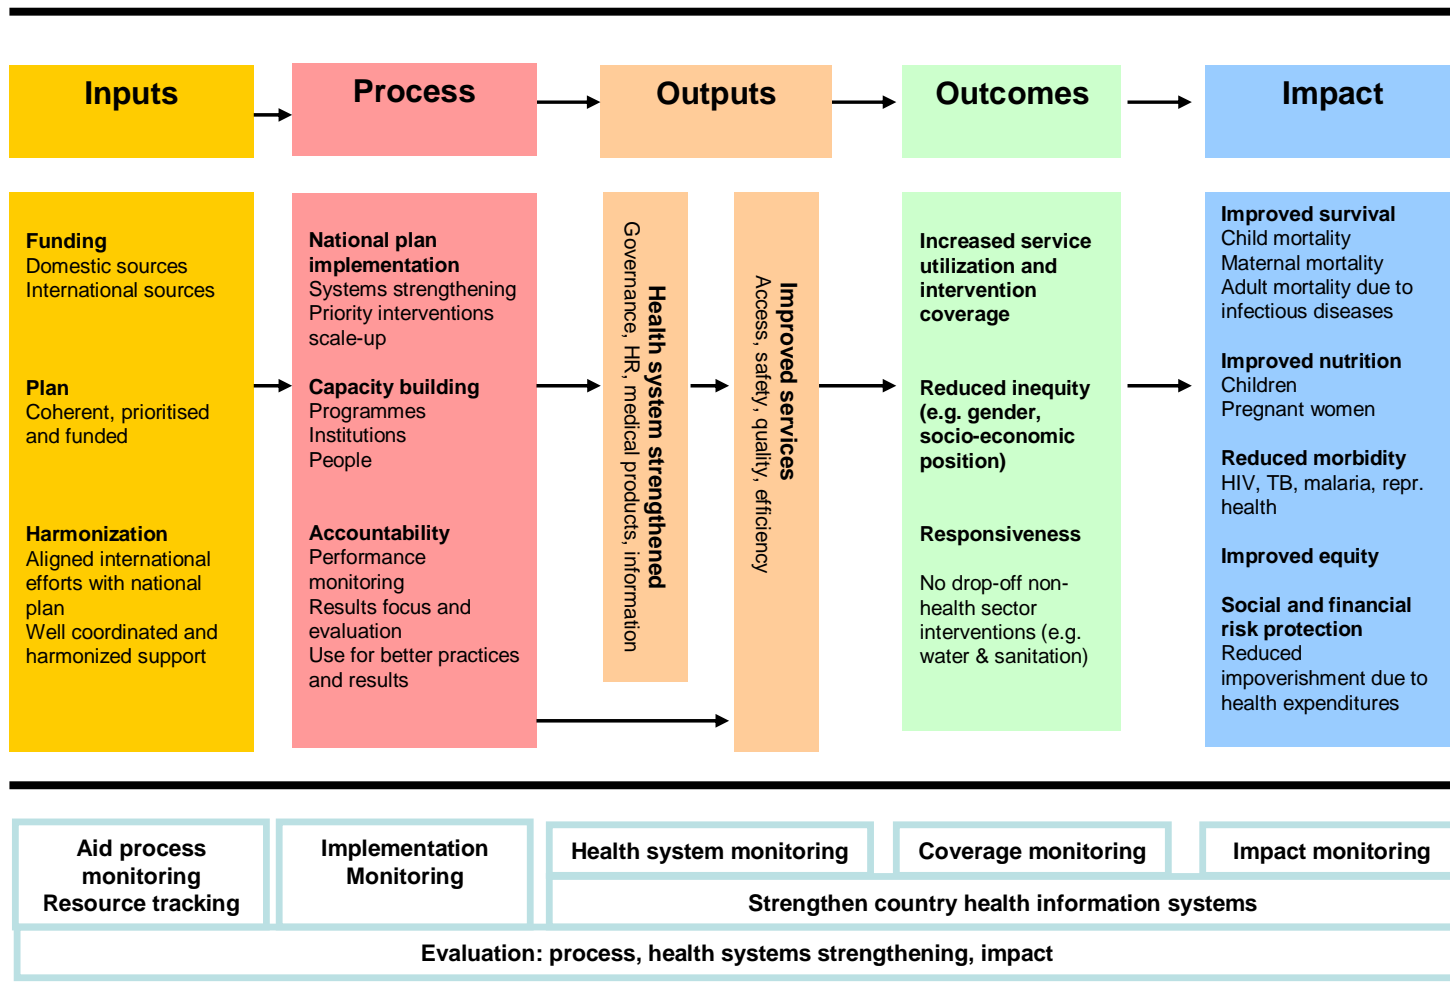 Inputs
Process
Outputs
Outcomes
Impact
Funding
Domestic sources
International sources
Plan
Coherent, prioritised
and funded
Harmonization
Aligned international
efforts with national
plan
Well coordinated and
harmonized support
National plan
implementation
Systems strengthening
Priority interventions
scale-up
Capacity building
Programmes
Institutions
People
Accountability
Performance
monitoring
Results focus and
evaluation
Use for better practices
and results
Health system strengthened
Governance, HR, medical products, information
Improved services
Access, safety, quality, efficiency
Increased service
utilization and
intervention
coverage
Reduced inequity
(e.g. gender,
socio-economic
position)
Responsiveness
No drop-off non-
health sector
interventions (e.g.
water & sanitation)
Improved survival
Child mortality
Maternal mortality
Adult mortality due to
infectious diseases
Improved nutrition
Children
Pregnant women
Reduced morbidity
HIV, TB, malaria, repr.
health
Improved equity
Social and financial
risk protection
Reduced
impoverishment due to
health expenditures
Aid process
monitoring
Resource tracking
Implementation
Monitoring
Health system monitoring
Coverage monitoring
Impact monitoring
Strengthen country health information systems
Evaluation: process, health systems strengthening, impact